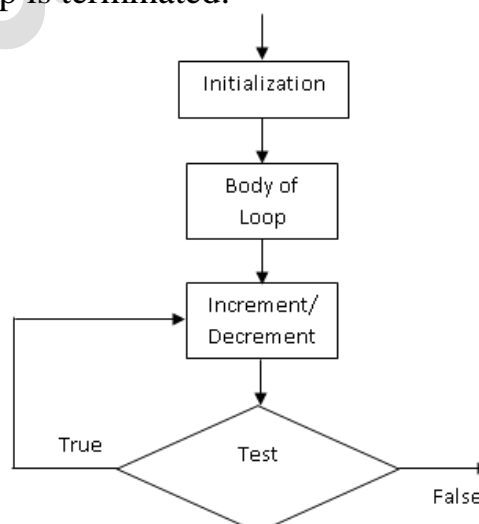 p is terminated.
Initialization
Body of
Loop
Increment/
Decrement
True
Test
False